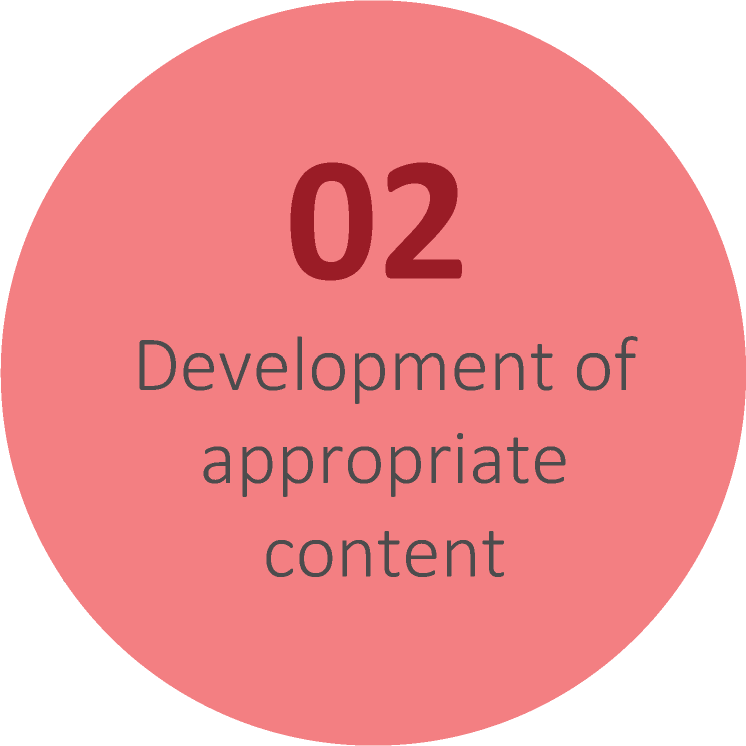 02
Development of
appropriate
content